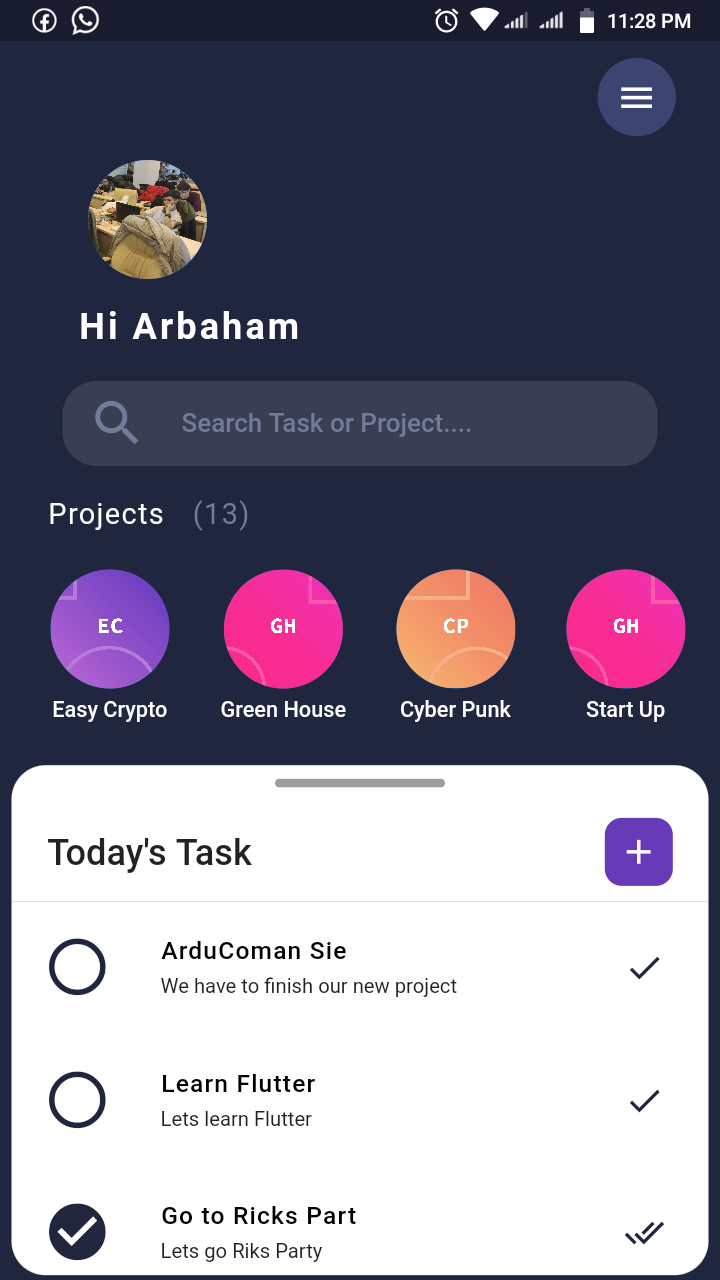 11:28 PM
Hi Arbaham
Search Task or Project....
Projects (13)
EC GH CP GH
Easy Crypto Green House Cyber Punk Start Up
Today's Task
ArduComan Sie
We have to finish our new project
Learn Flutter
Lets learn Flutter
Go to Ricks Part
Lets go Riks Party